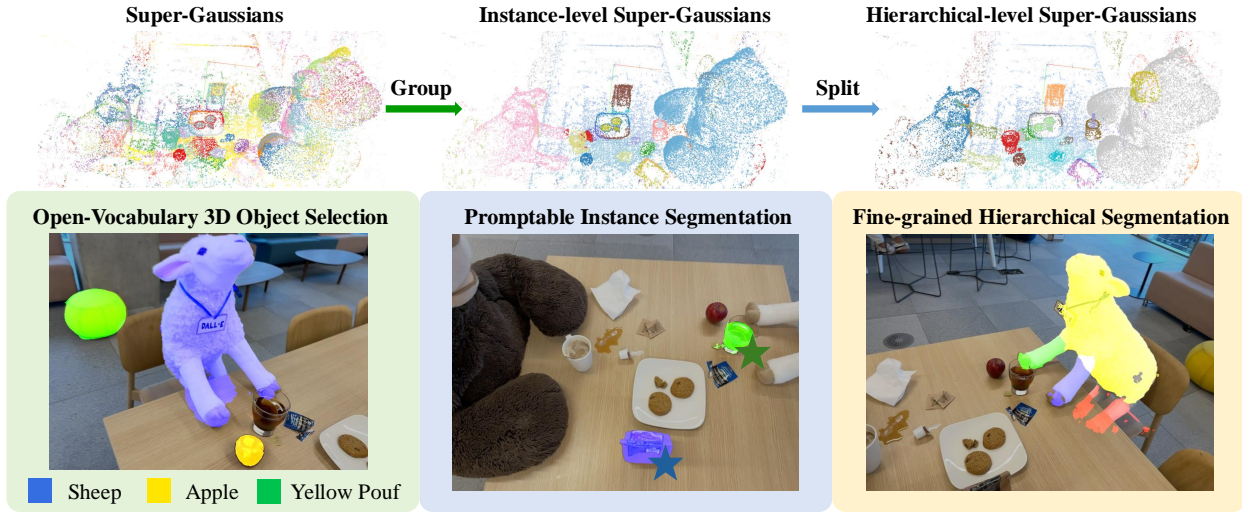 Super-Gaussians
Instance-level Super-Gaussians
Hierarchical-level Super-Gaussians
Group
Split
Open-Vocabulary 3D Object Selection
Promptable Instance Segmentation
Fine-grained Hierarchical Segmentation
DALL-E
Sheep
Apple
Yellow Pouf